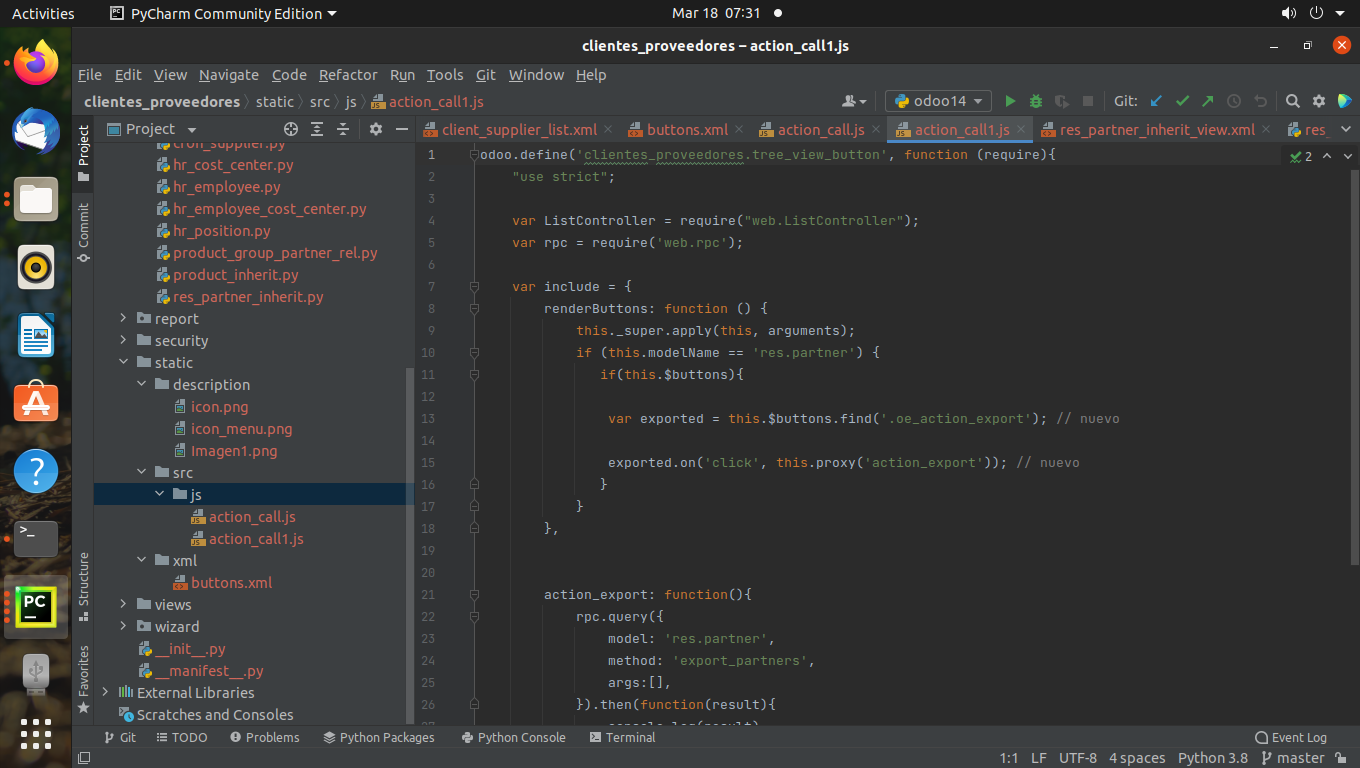 Activities PyCharm Community Edition Mar 18 07:31
clientes_proveedores – action_call1.js
File Edit View Navigate Code Refactor Run Tools Git Window Help
clientes_proveedores static src js action_call1.js odoo14 Git:
Project
client_supplier_list.xml buttons.xml action_call.js action_call1.js res_partner_inherit_view.xml res_
Project
Commit
Structure
Favorites
cron_supplier.py
hr_cost_center.py
hr_employee.py
hr_employee_cost_center.py
hr_position.py
product_group_partner_rel.py
product_inherit.py
res_partner_inherit.py
report
security
static
description
icon.png
icon_menu.png
Imagen1.png
src
js
action_call.js
action_call1.js
xml
buttons.xml
views
wizard
__init__.py
__manifest__.py
External Libraries
Scratches and Consoles
2
1 odoo.define('clientes_proveedores.tree_view_button', function (require){
2 "use strict";
3
4 var ListController = require("web.ListController");
5 var rpc = require('web.rpc');
6
7 var include = {
8 renderButtons: function () {
9 this._super.apply(this, arguments);
10 if (this.modelName == 'res.partner') {
11 if(this.$buttons){
12
13 var exported = this.$buttons.find('.oe_action_export'); // nuevo
14
15 exported.on('click', this.proxy('action_export')); // nuevo
16 }
17 }
18 },
19
20
21 action_export: function(){
22 rpc.query({
23 model: 'res.partner',
24 method: 'export_partners',
25 args:[],
26 }).then(function(result){
27 console.log(result)
Git TODO Problems Python Packages Python Console Terminal Event Log
1:1 LF UTF-8 4 spaces Python 3.8 master